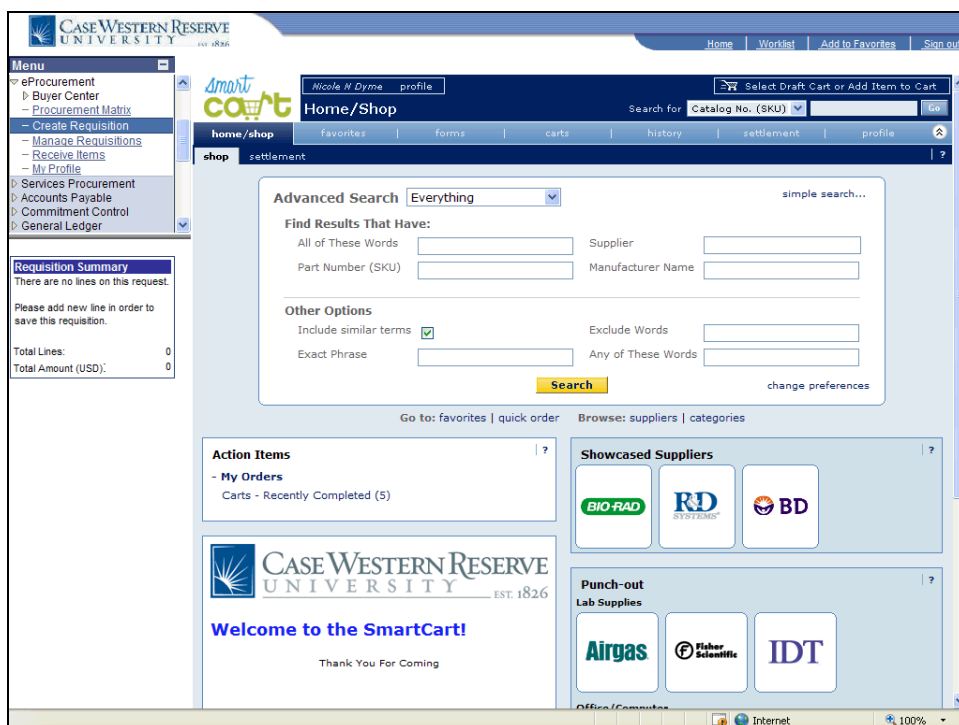 CASE WESTERN RESERVE
UNIVERSITY EST. 1826
Home | Worklist | Add to Favorites | Sign out
Menu
eProcurement
Buyer Center
Procurement Matrix
Create Requisition
Manage Requisitions
Receive Items
My Profile
Services Procurement
Accounts Payable
Commitment Control
General Ledger
Requisition Summary
There are no lines on this request.
Please add new line in order to
save this requisition.
Total Lines: 0
Total Amount (USD): 0
smart
cart
Nicole N Dyme profile
Select Draft Cart or Add Item to Cart
Home/Shop
Search for Catalog No. (SKU) Go
home/shop favorites | forms | carts | history | settlement | profile
shop settlement | ?
Advanced Search Everything simple search...
Find Results That Have:
All of These Words Supplier
Part Number (SKU) Manufacturer Name
Other Options
Include similar terms Exclude Words
Exact Phrase Any of These Words
Search change preferences
Go to: favorites | quick order Browse: suppliers | categories
Action Items ?
- My Orders
Carts - Recently Completed (5)
CASE WESTERN RESERVE
UNIVERSITY EST. 1826
Welcome to the SmartCart!
Thank You For Coming
Showcased Suppliers ?
BIO-RAD
R&D
SYSTEMS
BD
Punch-out ?
Lab Supplies
Airgas
Fisher
Scientific
IDT
Office/Computer
Internet 100%